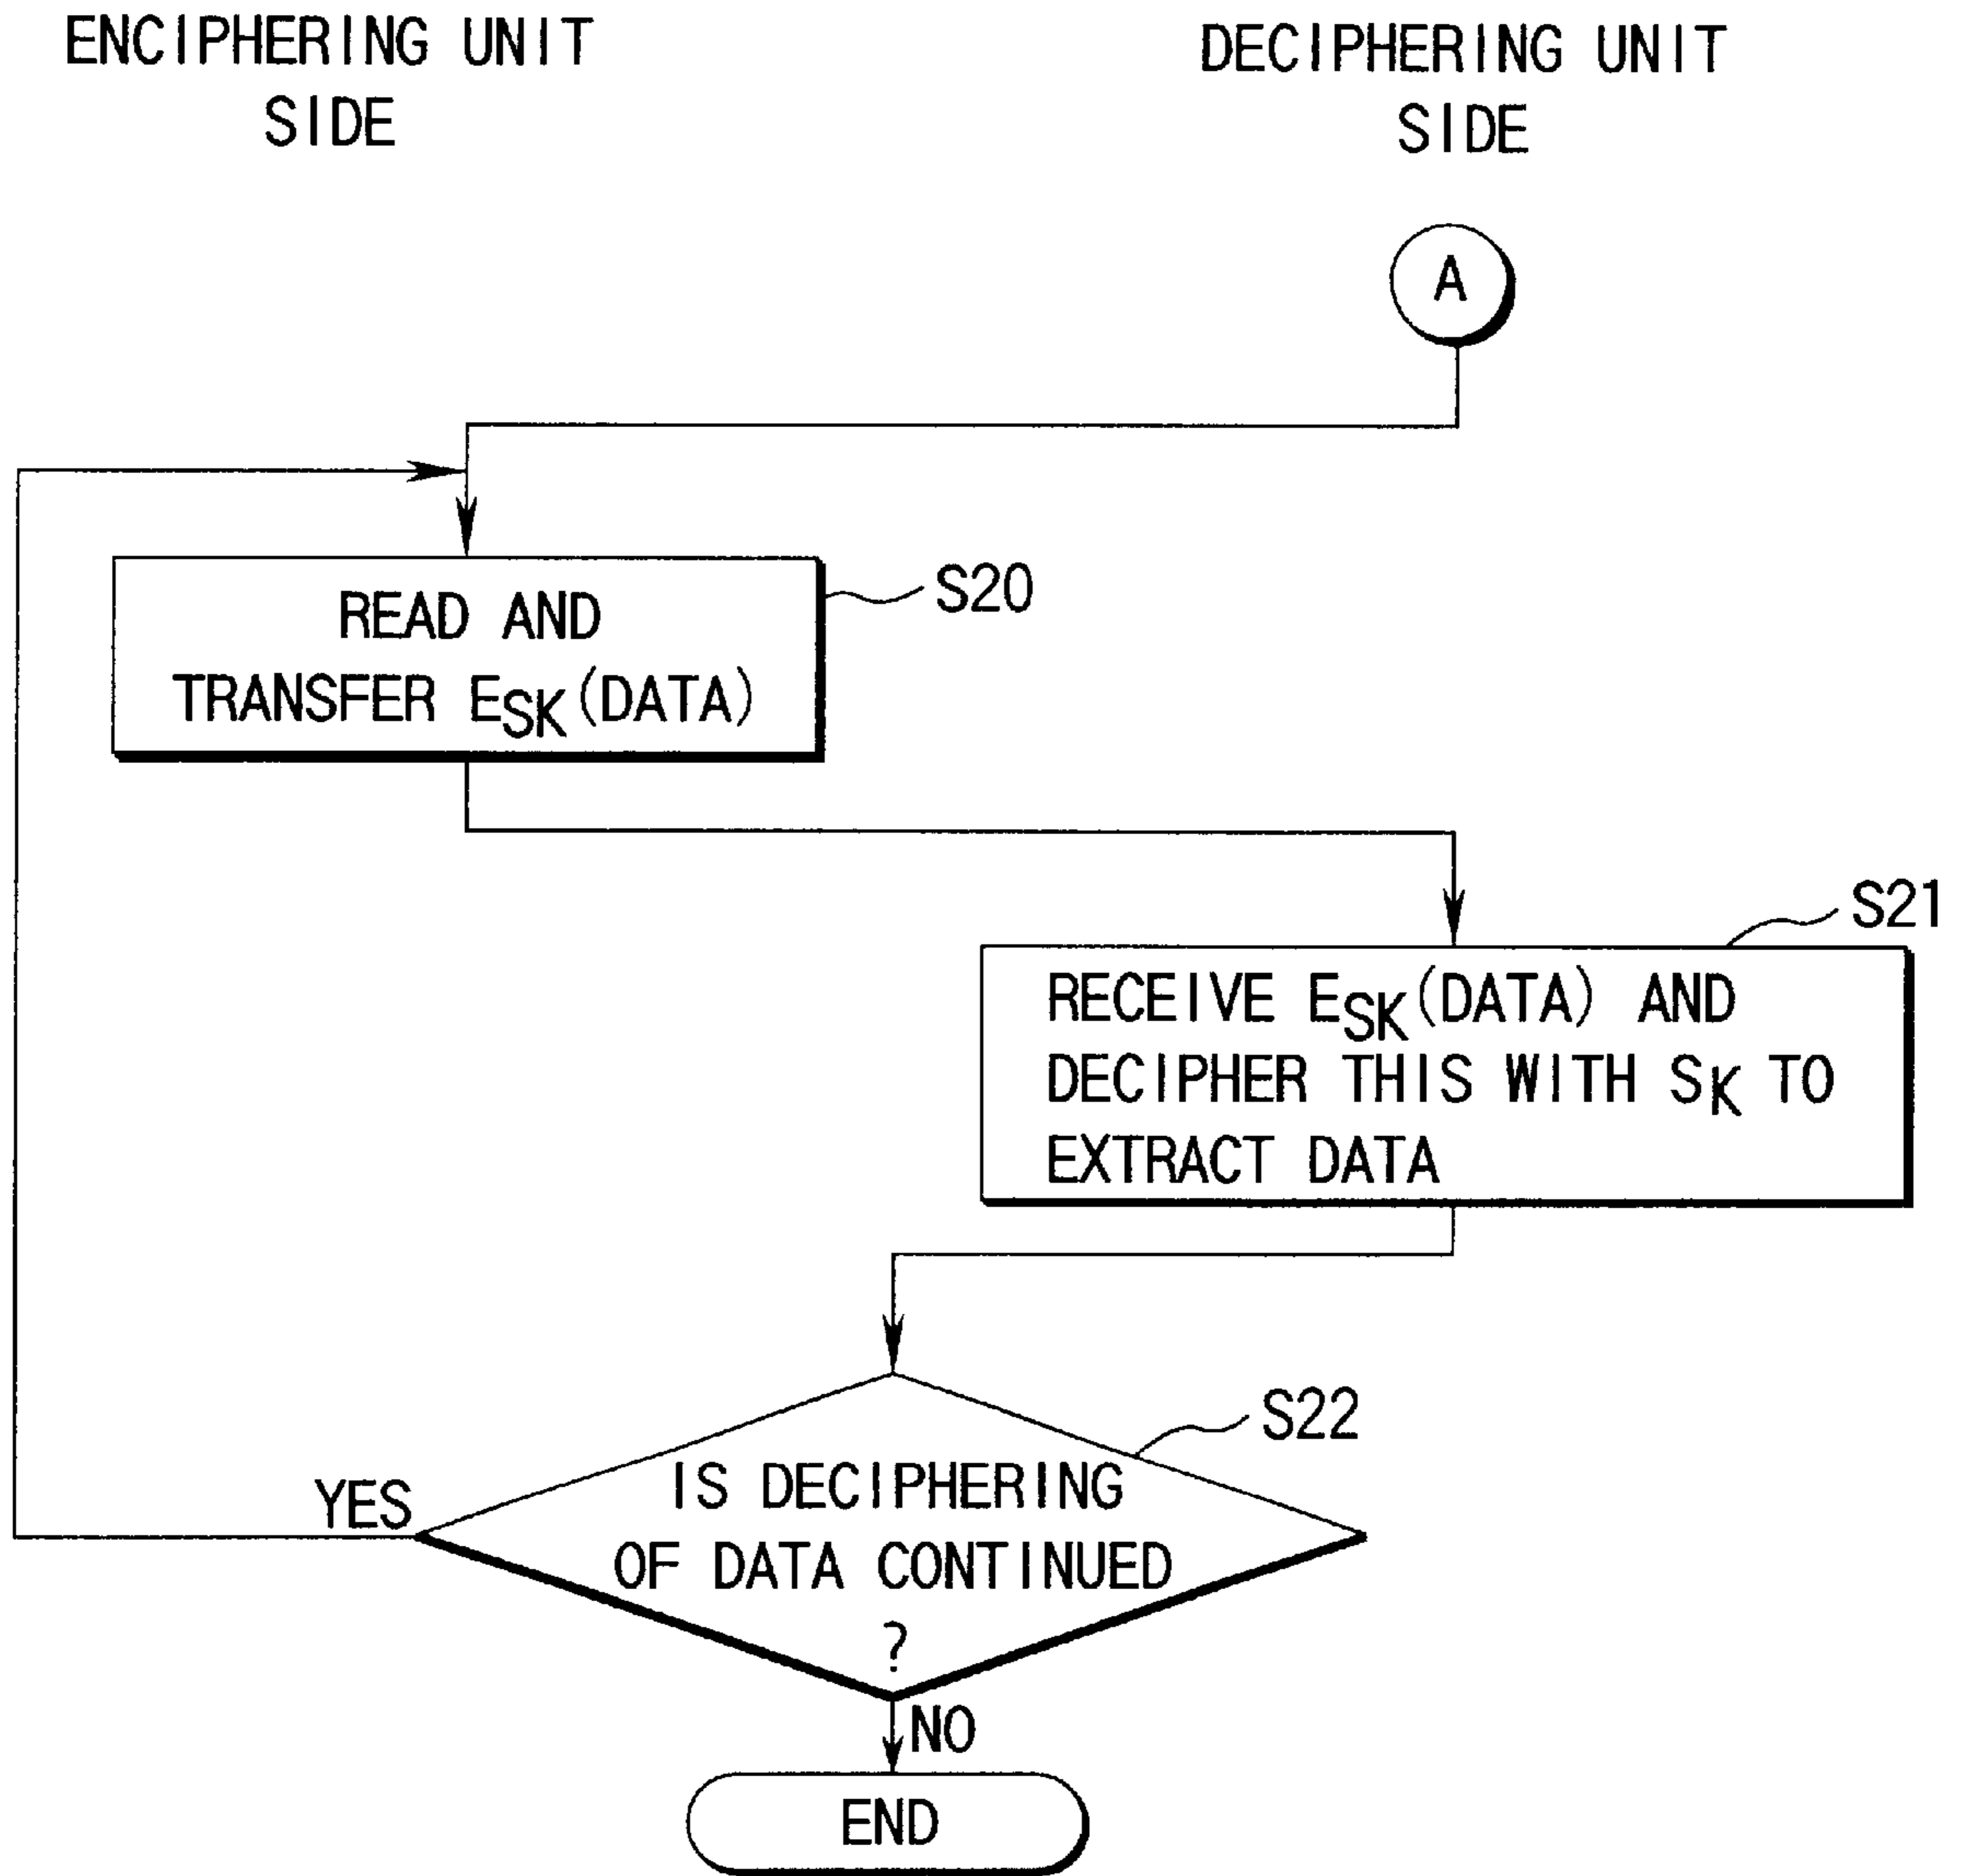 ENCIPHERING UNIT
SIDE
DECIPHERING UNIT
SIDE
A
READ AND
TRANSFER ESK(DATA)
S20
S21
RECEIVE ESK(DATA) AND
DECIPHER THIS WITH SK TO
EXTRACT DATA
S22
IS DECIPHERING
OF DATA CONTINUED
?
YES
NO
END